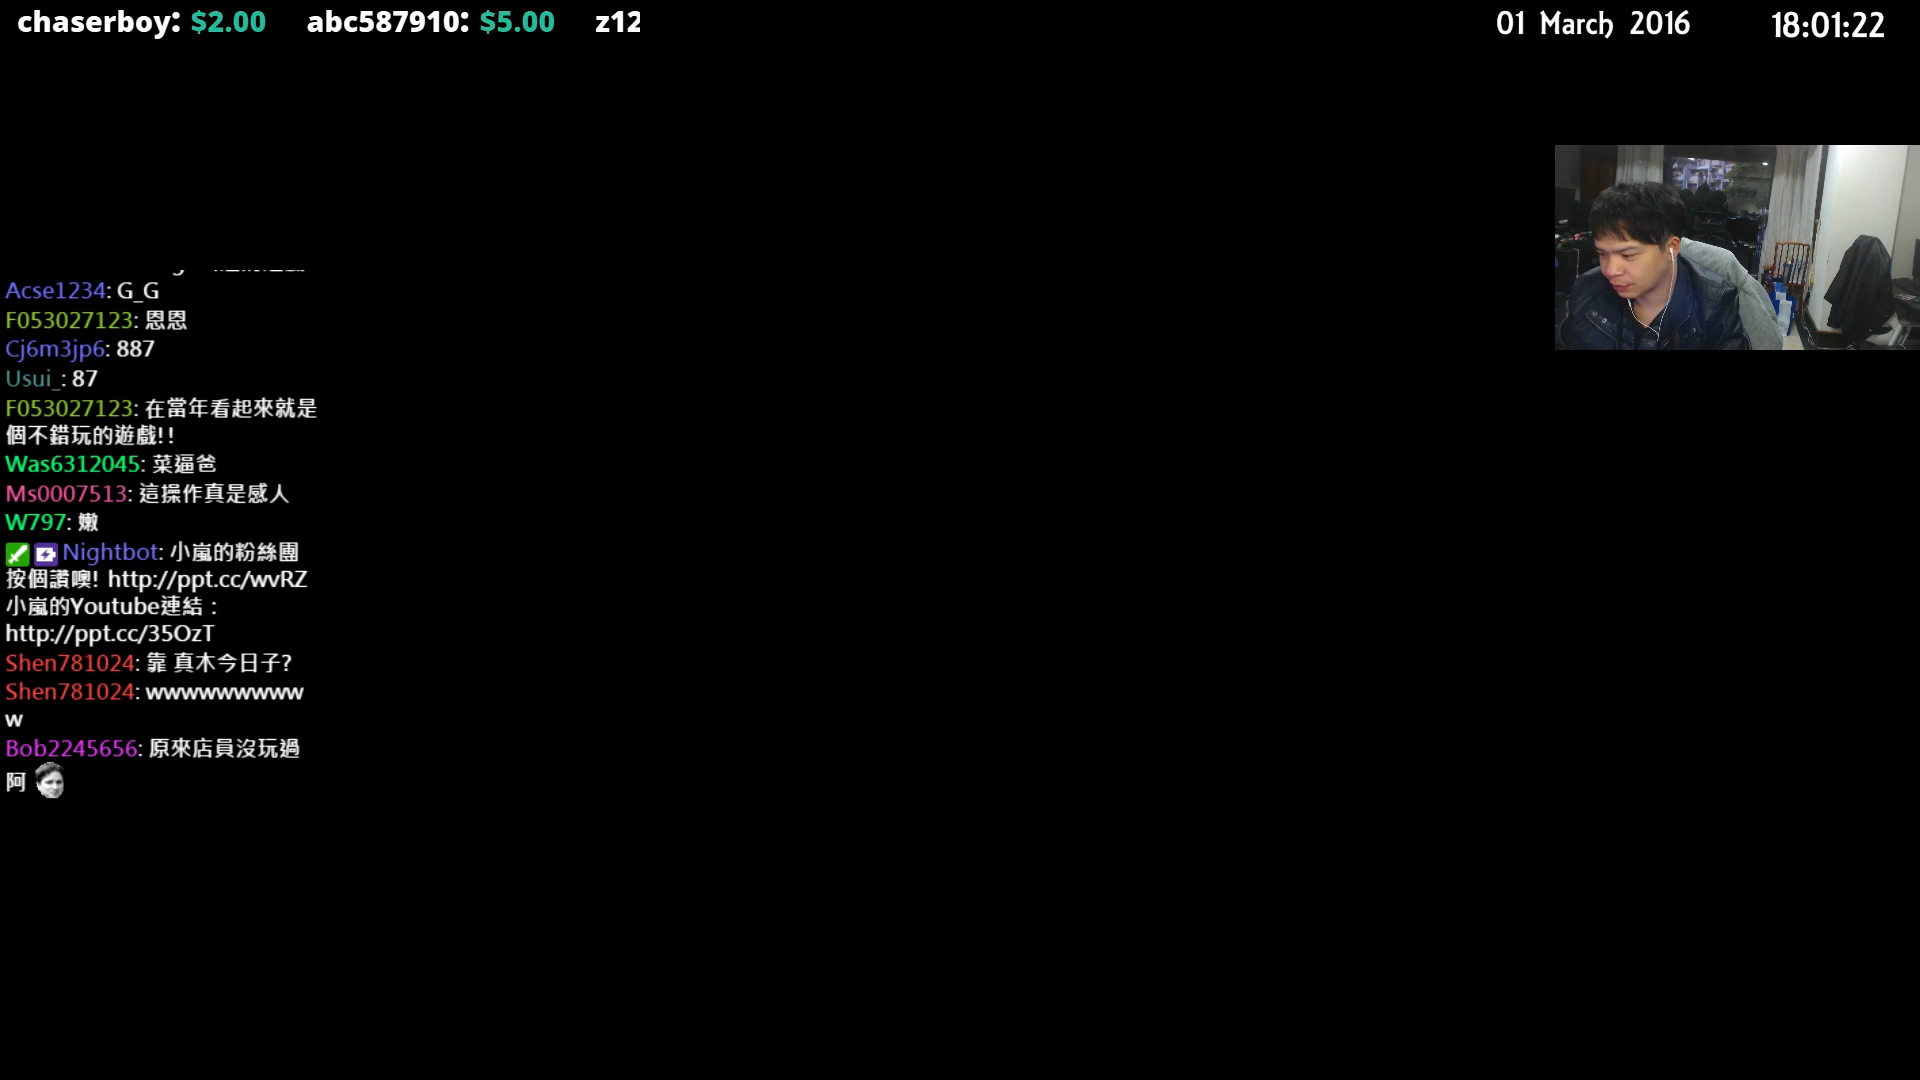 chaserboy: $2.00 abc587910: $5.00 z12
01 March 2016 18:01:22
Acse1234: G_G
F053027123: 恩恩
Cj6m3jp6: 887
Usui_: 87
F053027123: 在當年看起來就是
個不錯玩的遊戲!!
Was6312045: 菜逼爸
Ms0007513: 這操作真是感人
W797: 嫩
Nightbot: 小嵐的粉絲團
按個讚噢! http://ppt.cc/wvRZ
小嵐的Youtube連結：
http://ppt.cc/35OzT
Shen781024: 靠 真木今日子?
Shen781024: wwwwwwwww
w
Bob2245656: 原來店員沒玩過
阿